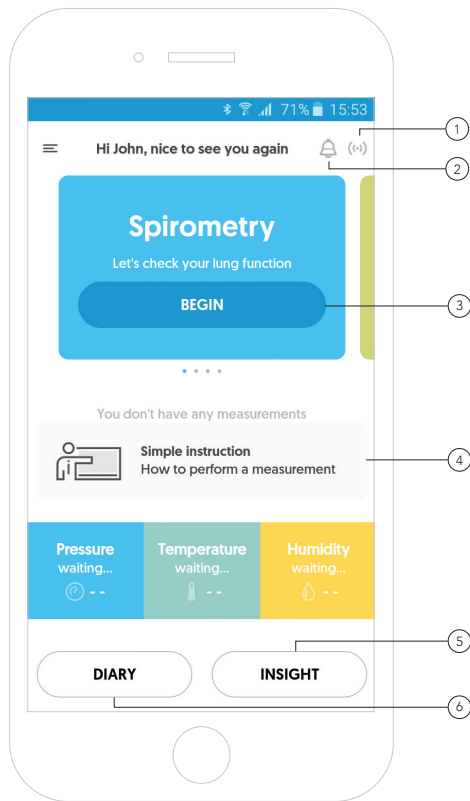 71% 15:53
1
Hi John, nice to see you again
2
Spirometry
Let's check your lung function
BEGIN
3
You don't have any measurements
Simple instruction
How to perform a measurement
4
Pressure Temperature Humidity
waiting... waiting... waiting...
-- -- --
5
DIARY INSIGHT
6